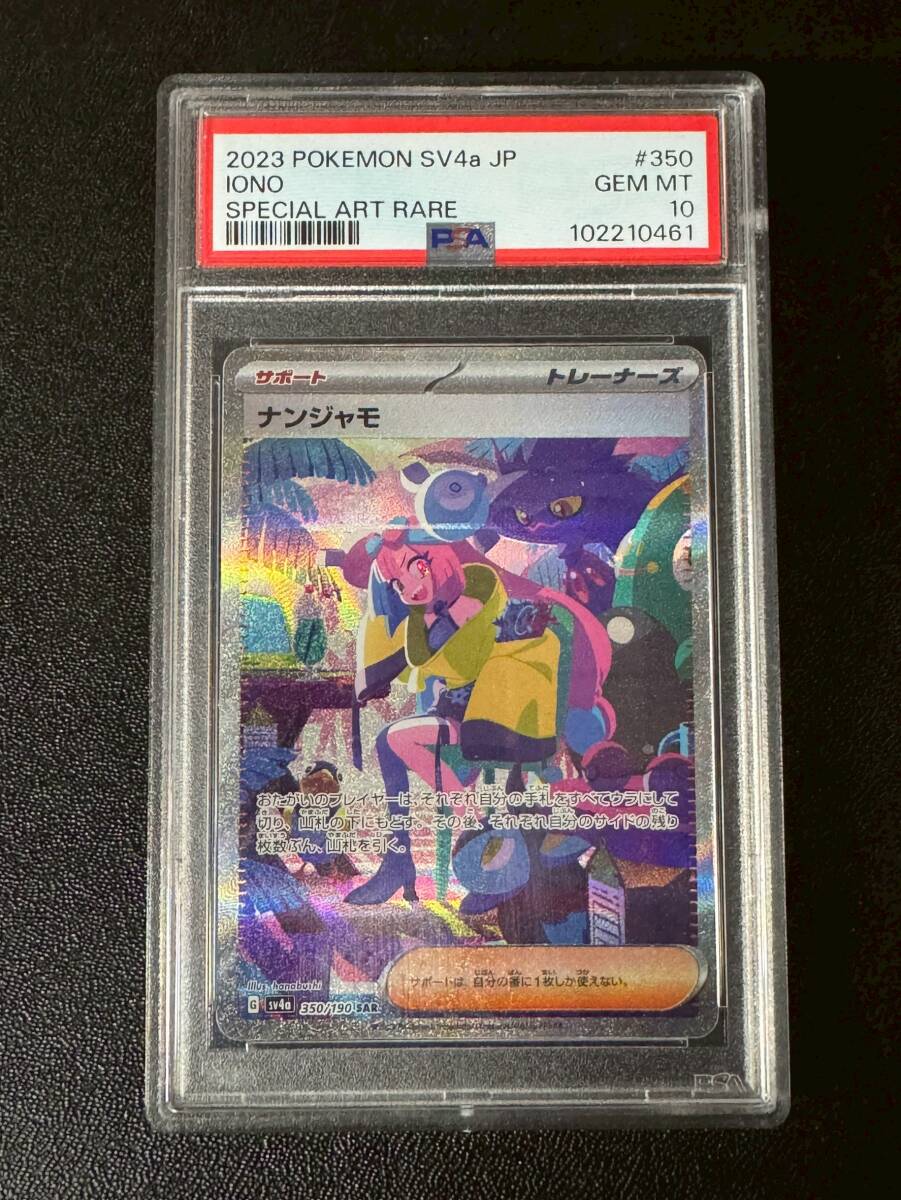 2023 POKEMON SV4a JP #350
IONO GEM MT
SPECIAL ART RARE 10
PSA 102210461
サポート トレーナーズ
ナンジャモ
おたがいのプレイヤーは、それぞれ自分の手札をすべてウラにして
切り、山札の下にもどす。その後、それぞれ自分のサイドの残り
枚数ぶん、山札を引く。
サポートは、自分の番に1枚しか使えない。
Illus. hanabushi
G sv4a 350/190 SAR
PSA